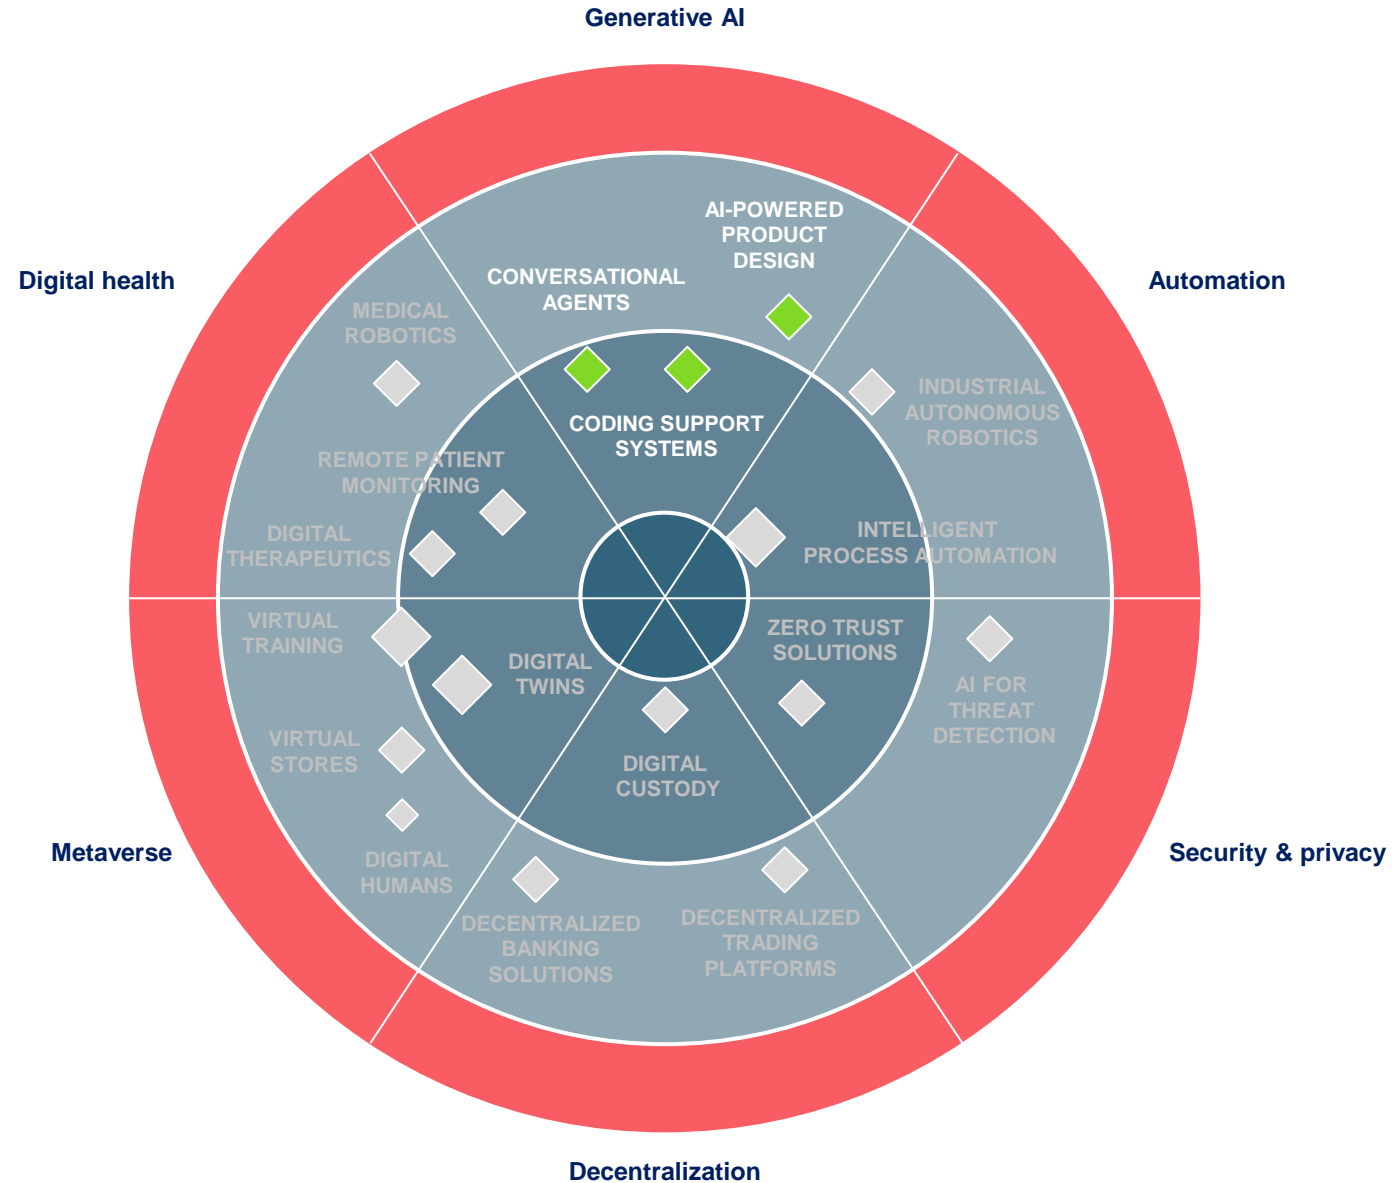 Generative AI
AI-POWERED
PRODUCT
DESIGN
CONVERSATIONAL
AGENTS
CODING SUPPORT
SYSTEMS
Automation
INDUSTRIAL
AUTONOMOUS
ROBOTICS
INTELLIGENT
PROCESS AUTOMATION
Security & privacy
ZERO TRUST
SOLUTIONS
AI FOR
THREAT
DETECTION
Decentralization
DIGITAL
CUSTODY
DECENTRALIZED
TRADING
PLATFORMS
DECENTRALIZED
BANKING
SOLUTIONS
Metaverse
VIRTUAL
TRAINING
DIGITAL
TWINS
VIRTUAL
STORES
DIGITAL
HUMANS
Digital health
MEDICAL
ROBOTICS
REMOTE PATIENT
MONITORING
DIGITAL
THERAPEUTICS